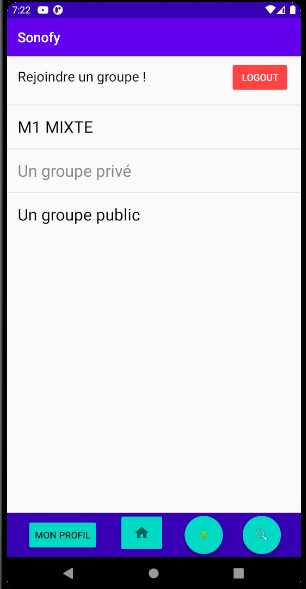 7:22
Sonofy
Rejoindre un groupe ! LOGOUT
M1 MIXTE
Un groupe privé
Un groupe public
MON PROFIL